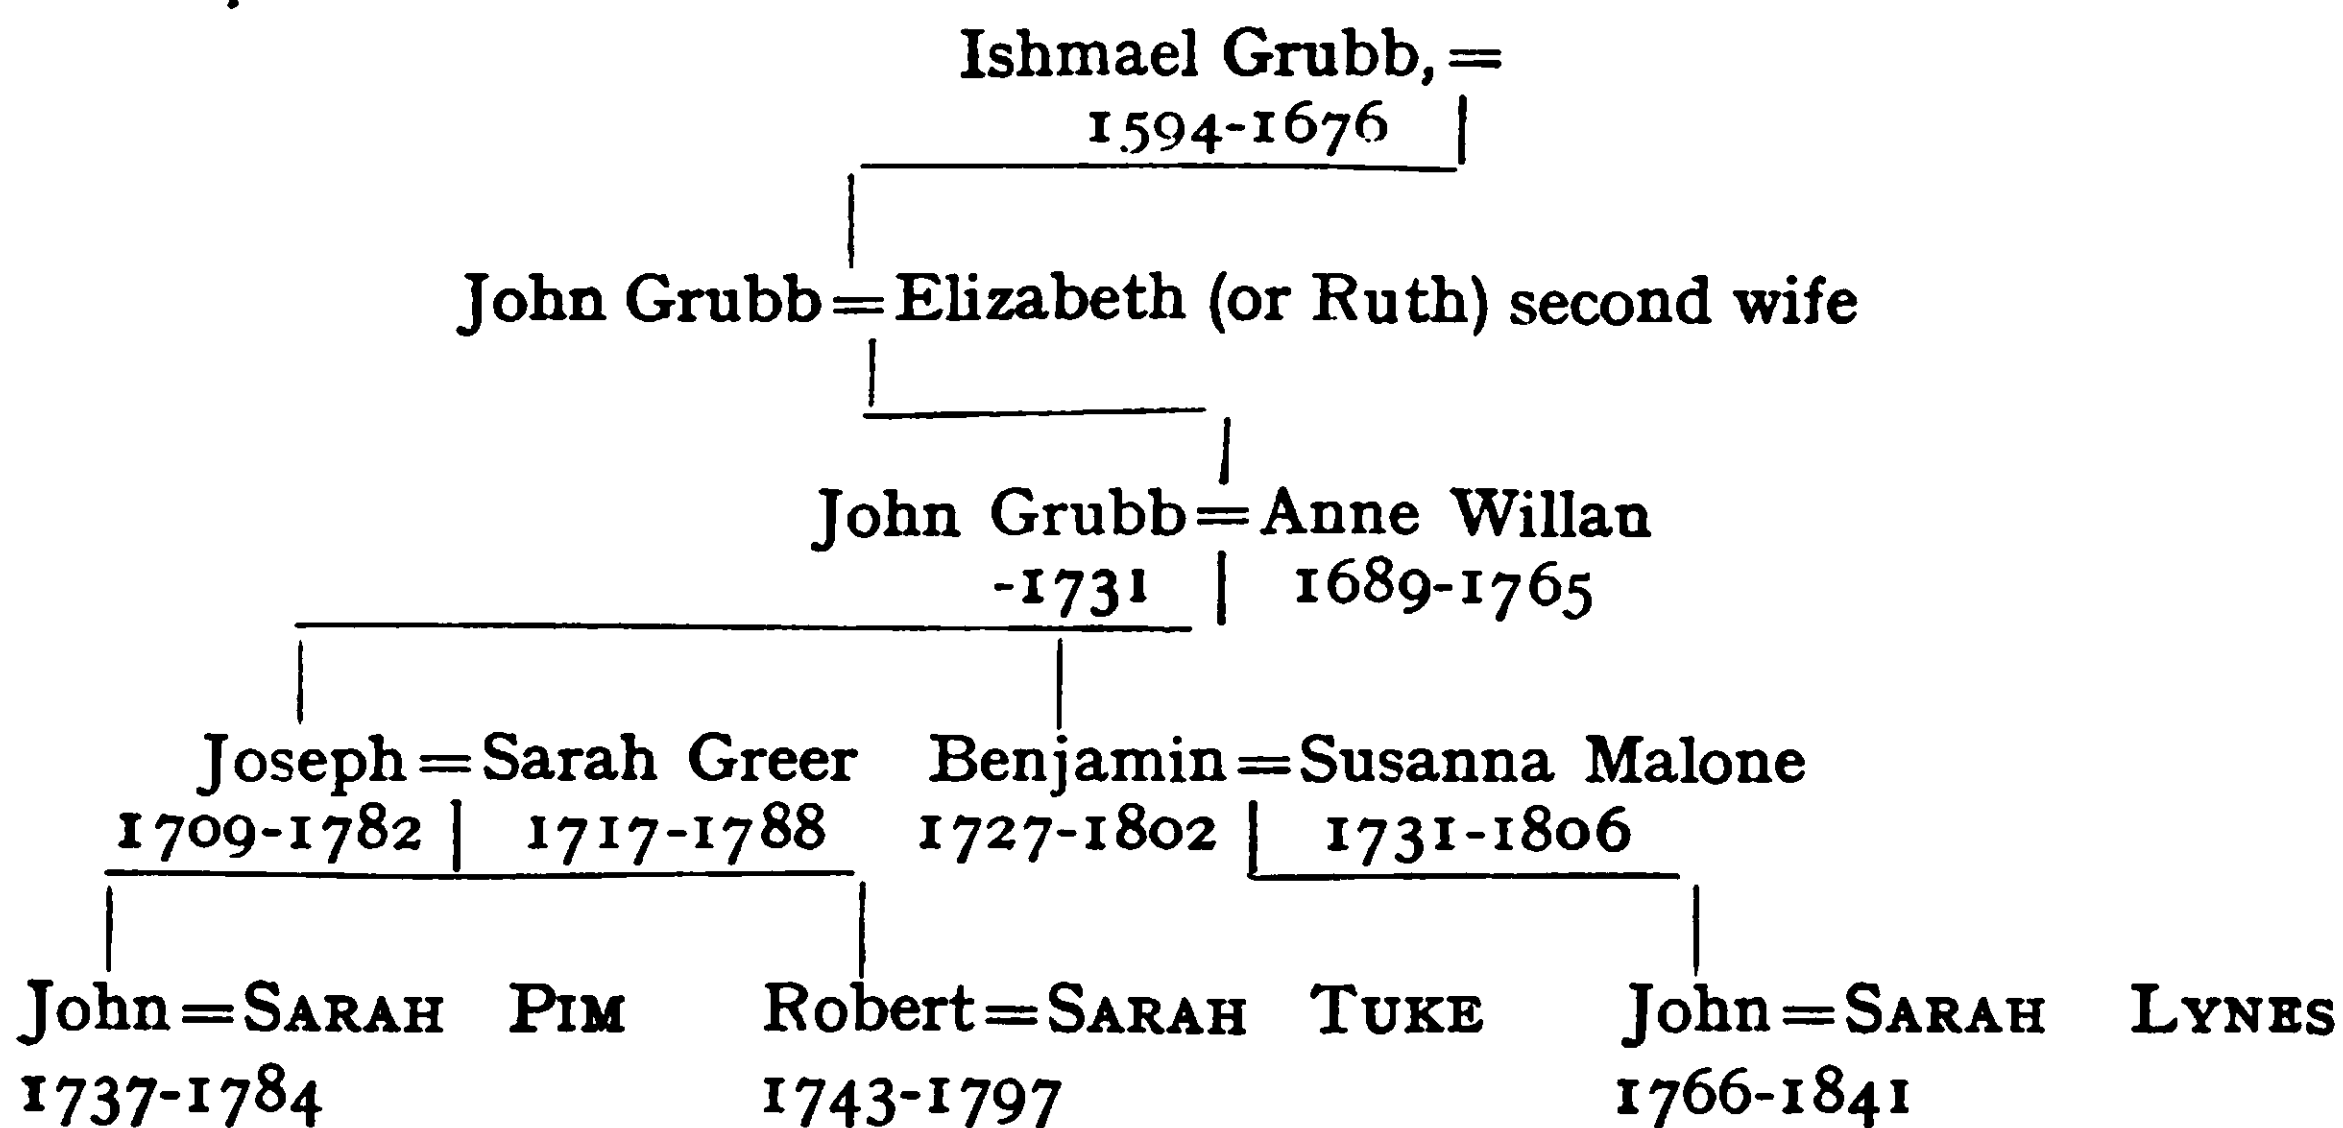 Ishmael Grubb, =
1594-1676
John Grubb = Elizabeth (or Ruth) second wife
John Grubb = Anne Willan
-1731 1689-1765
Joseph = Sarah Greer Benjamin = Susanna Malone
1709-1782 1717-1788 1727-1802 1731-1806
John = SARAH PIM Robert = SARAH TUKE John = SARAH LYNES
1737-1784 1743-1797 1766-1841